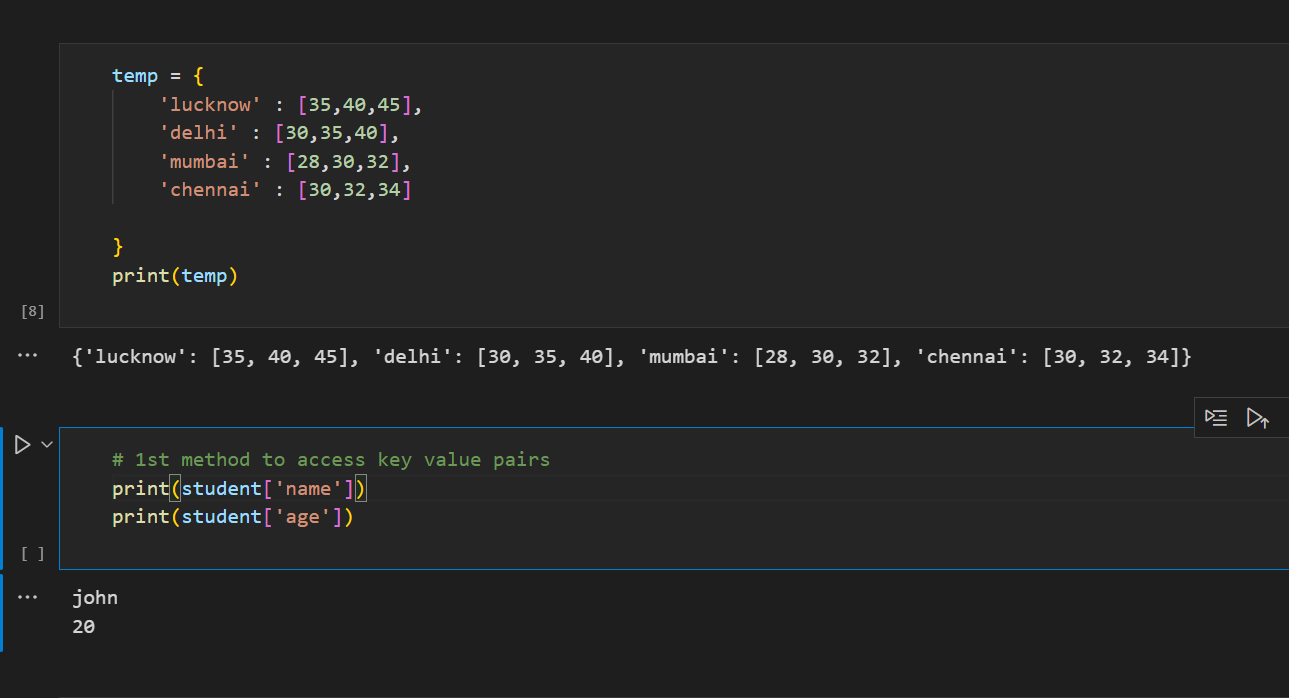 temp = {
    'lucknow' : [35,40,45],
    'delhi' : [30,35,40],
    'mumbai' : [28,30,32],
    'chennai' : [30,32,34]
}
print(temp)
[8]
... {'lucknow': [35, 40, 45], 'delhi': [30, 35, 40], 'mumbai': [28, 30, 32], 'chennai': [30, 32, 34]}
# 1st method to access key value pairs
print(student['name'])
print(student['age'])
[ ]
... john
20